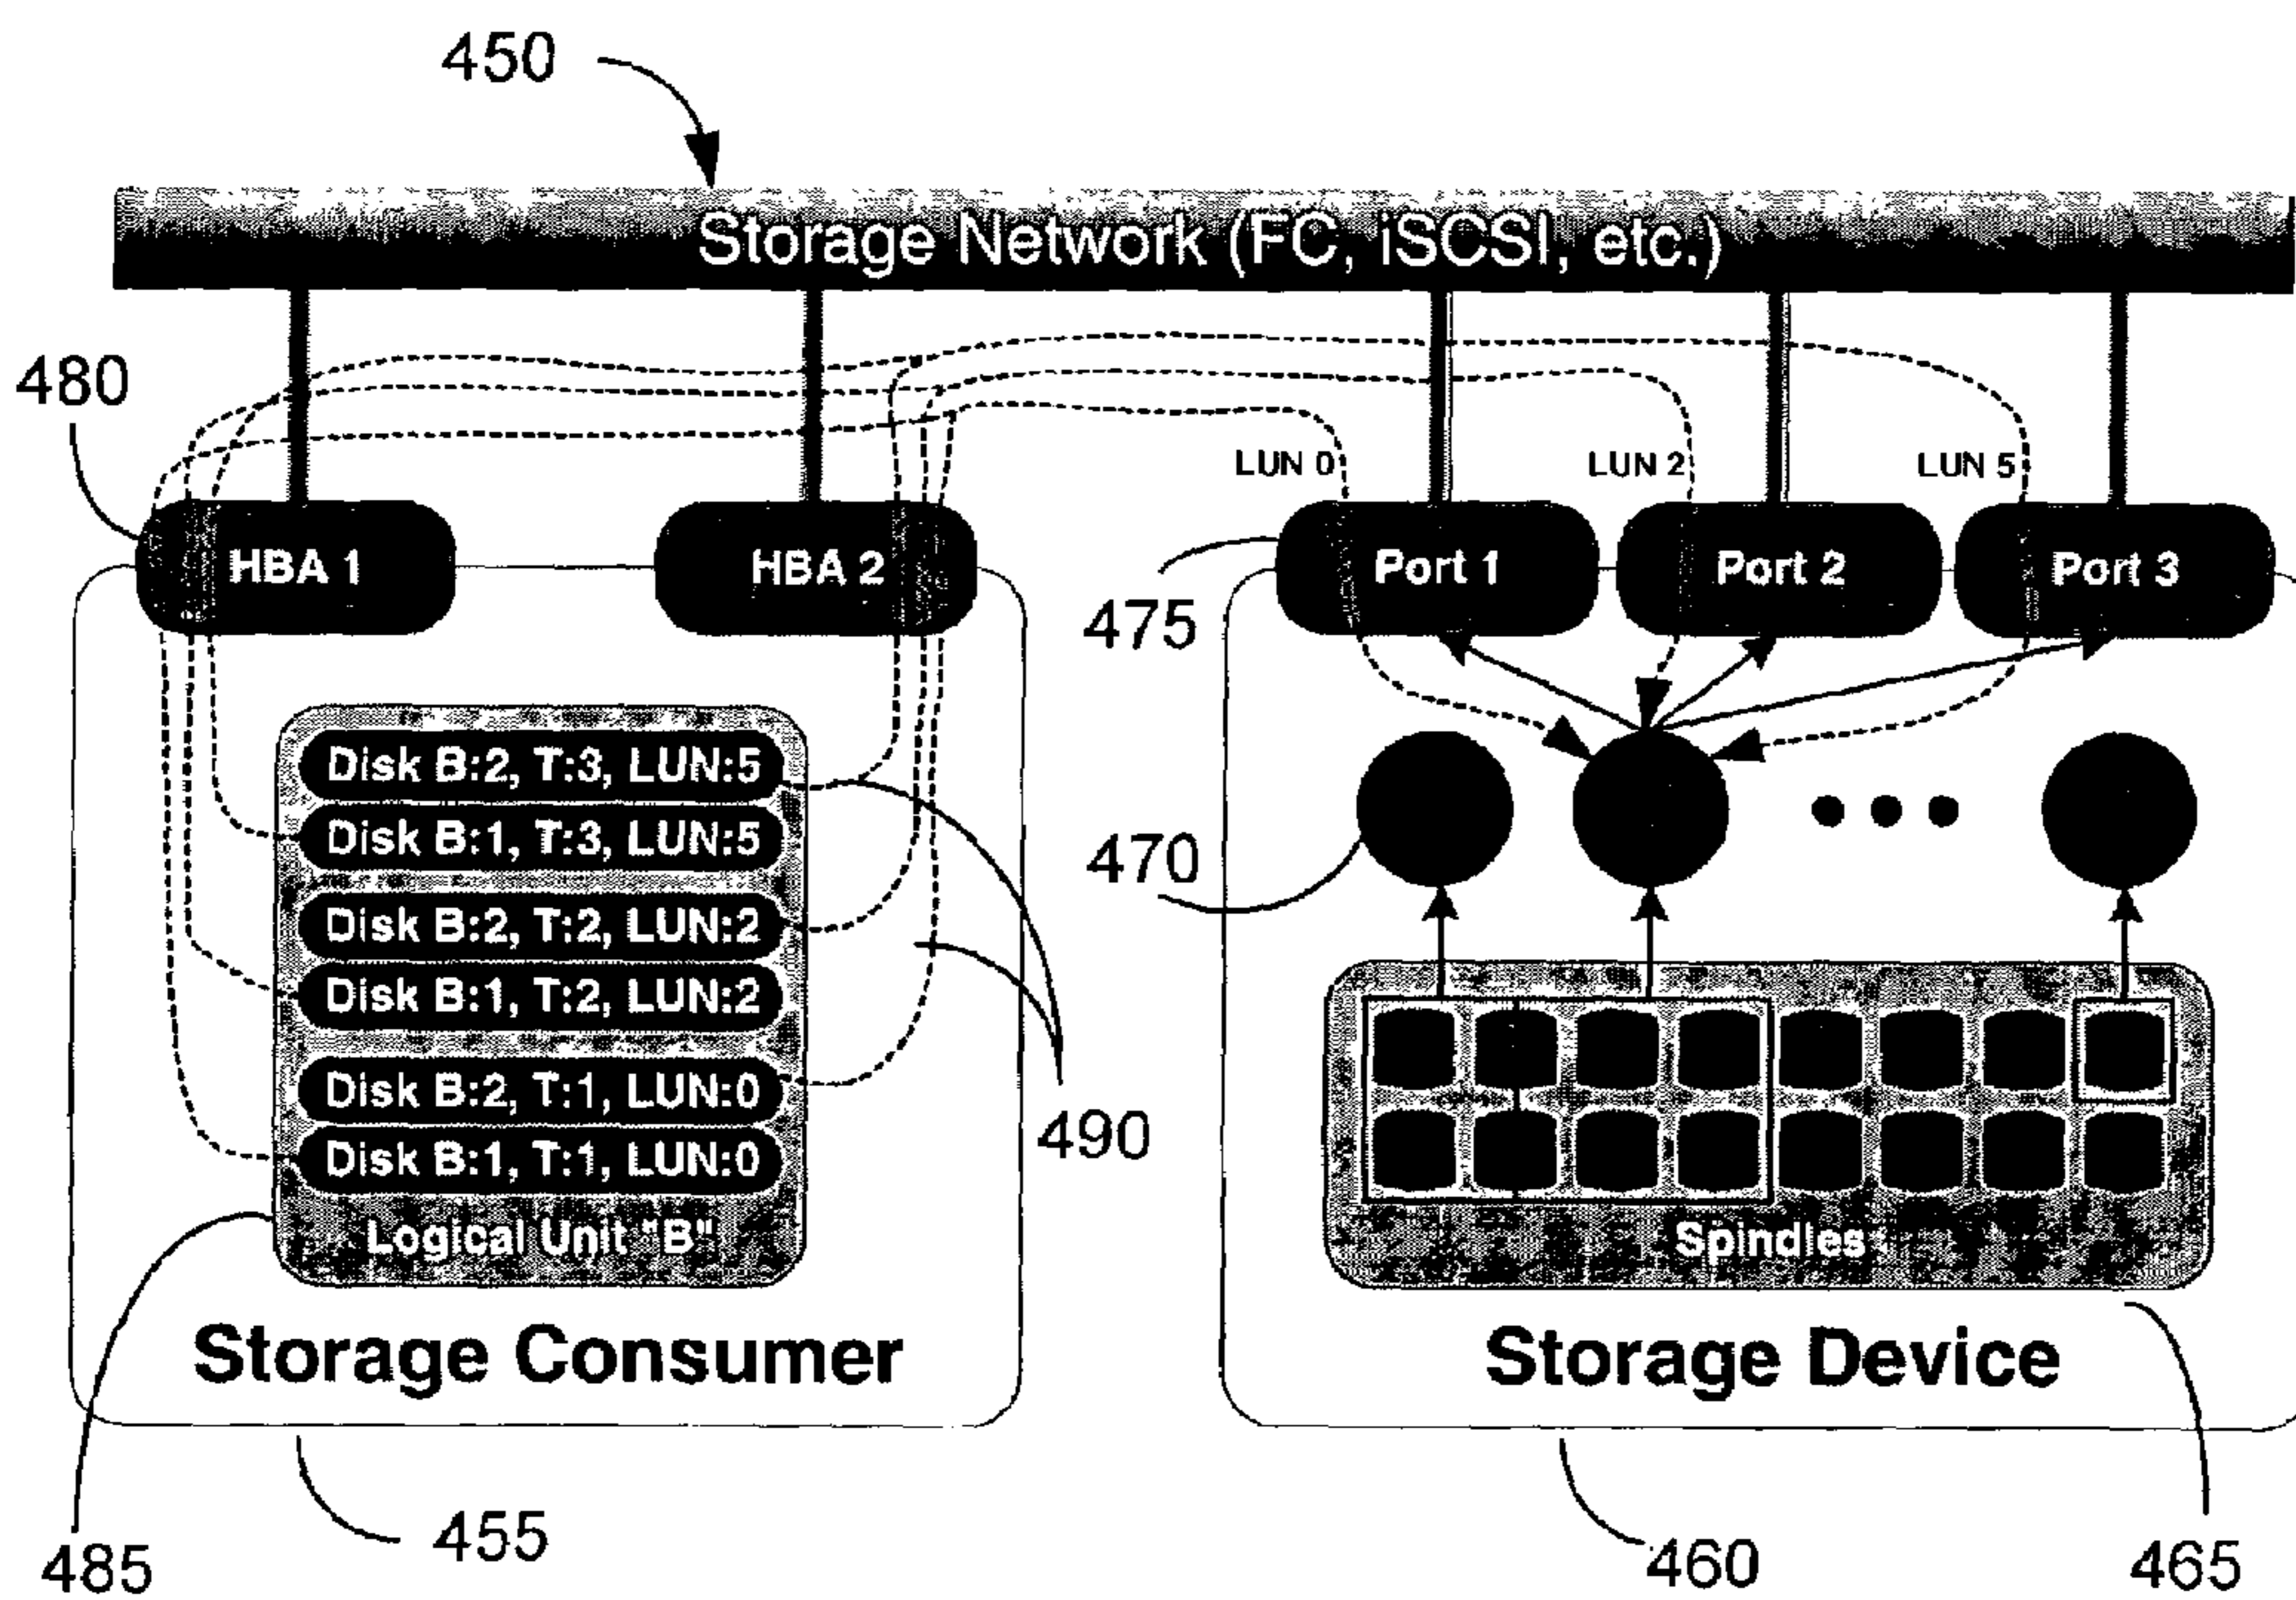 450
Storage Network (FC, iSCSI, etc.)
480
LUN 0
LUN 2
LUN 5
HBA 1
HBA 2
Port 1
Port 2
Port 3
475
Disk B:2, T:3, LUN:5
Disk B:1, T:3, LUN:5
Disk B:2, T:2, LUN:2
Disk B:1, T:2, LUN:2
Disk B:2, T:1, LUN:0
Disk B:1, T:1, LUN:0
Logical Unit "B"
470
490
Spindles
Storage Consumer
Storage Device
485
455
460
465